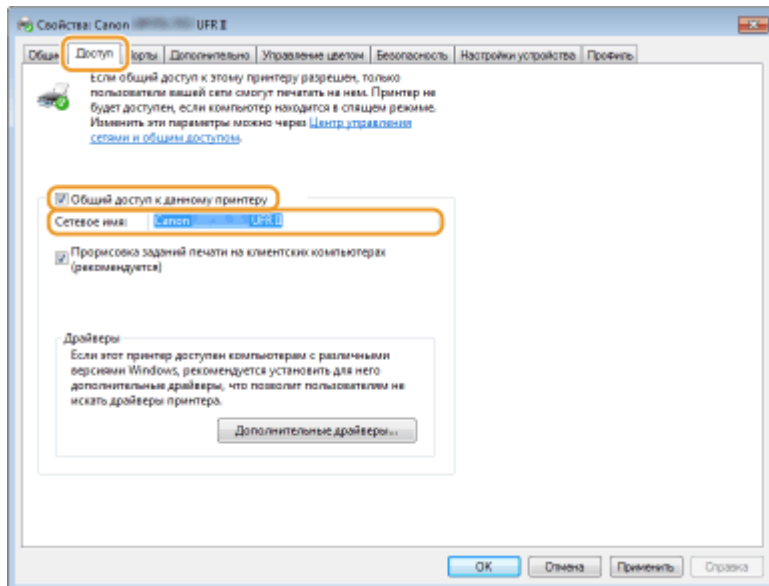 Свойства: Canon UFR II
Общие Доступ Порты Дополнительно Управление цветом Безопасность Настройки устройства Профиль
Если общий доступ к этому принтеру разрешен, только
пользователи вашей сети смогут печатать на нем. Принтер не
будет доступен, если компьютер находится в спящем режиме.
Изменить эти параметры можно через Центр управления
сетями и общим доступом.
Общий доступ к данному принтеру
Сетевое имя: Canon UFR II
Прорисовка заданий печати на клиентских компьютерах
(рекомендуется)
Драйверы
Если этот принтер доступен компьютерам с различными
версиями Windows, рекомендуется установить для него
дополнительные драйверы, что позволит пользователям не
искать драйверы принтера.
Дополнительные драйверы...
OK Отмена Применить Справка